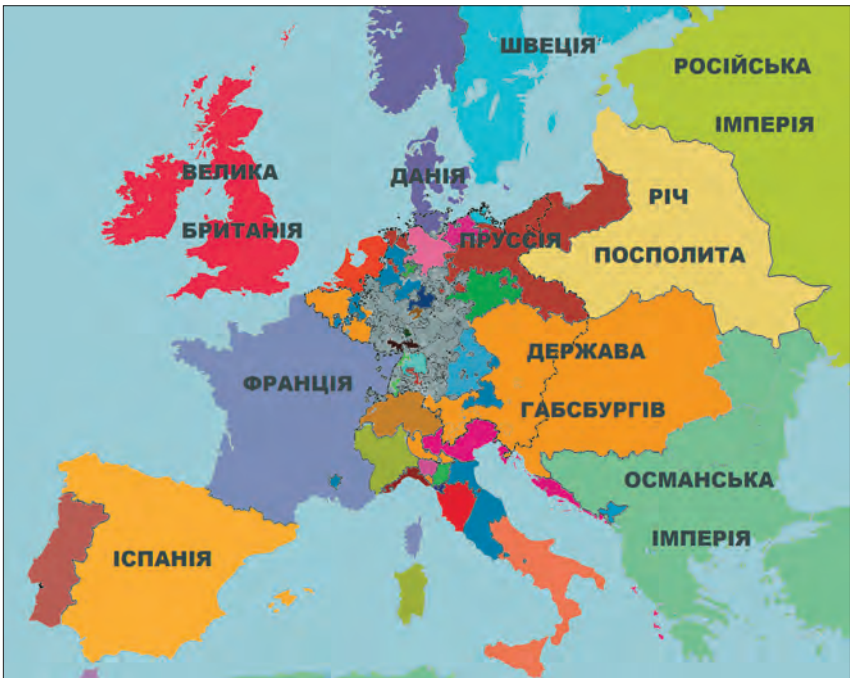 ШВЕЦІЯ
РОСІЙСЬКА
ІМПЕРІЯ
ВЕЛИКА
БРИТАНІЯ
ДАНІЯ
РІЧ
ПОСПОЛИТА
ПРУССІЯ
ФРАНЦІЯ
ДЕРЖАВА
ГАБСБУРГІВ
ОСМАНСЬКА
ІМПЕРІЯ
ІСПАНІЯ